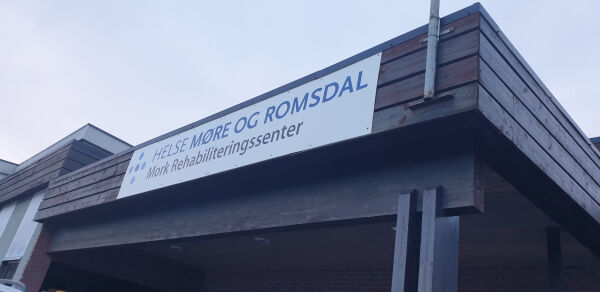 HELSE MØRE OG ROMSDAL
Mork Rehabiliteringssenter